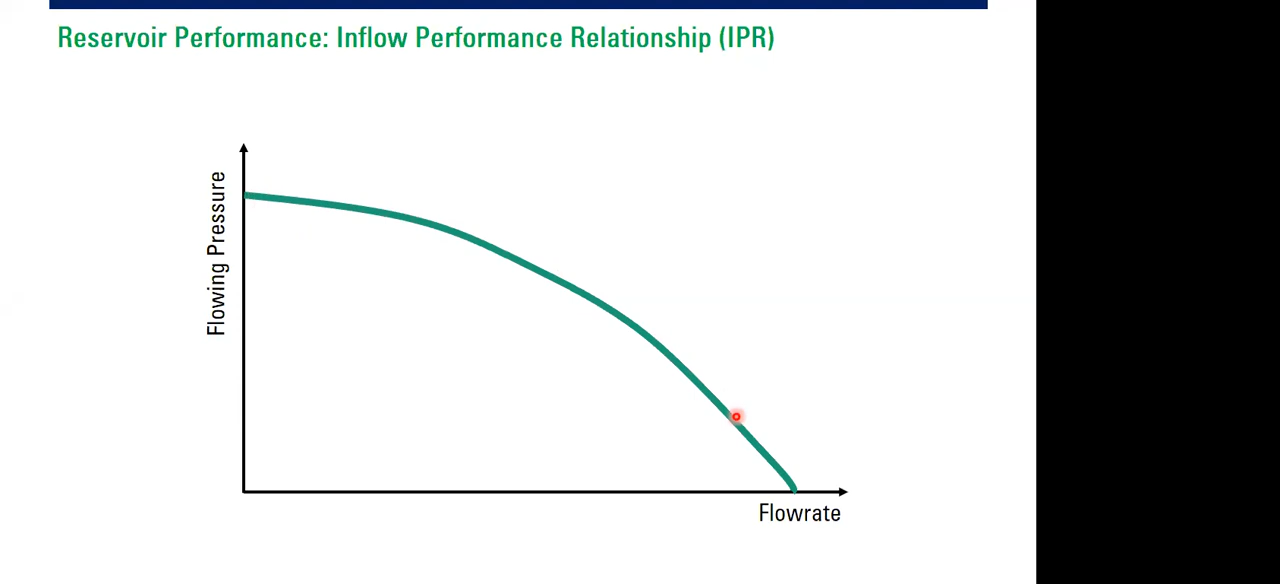 Reservoir Performance: Inflow Performance Relationship (IPR)
Flowing Pressure
Flowrate